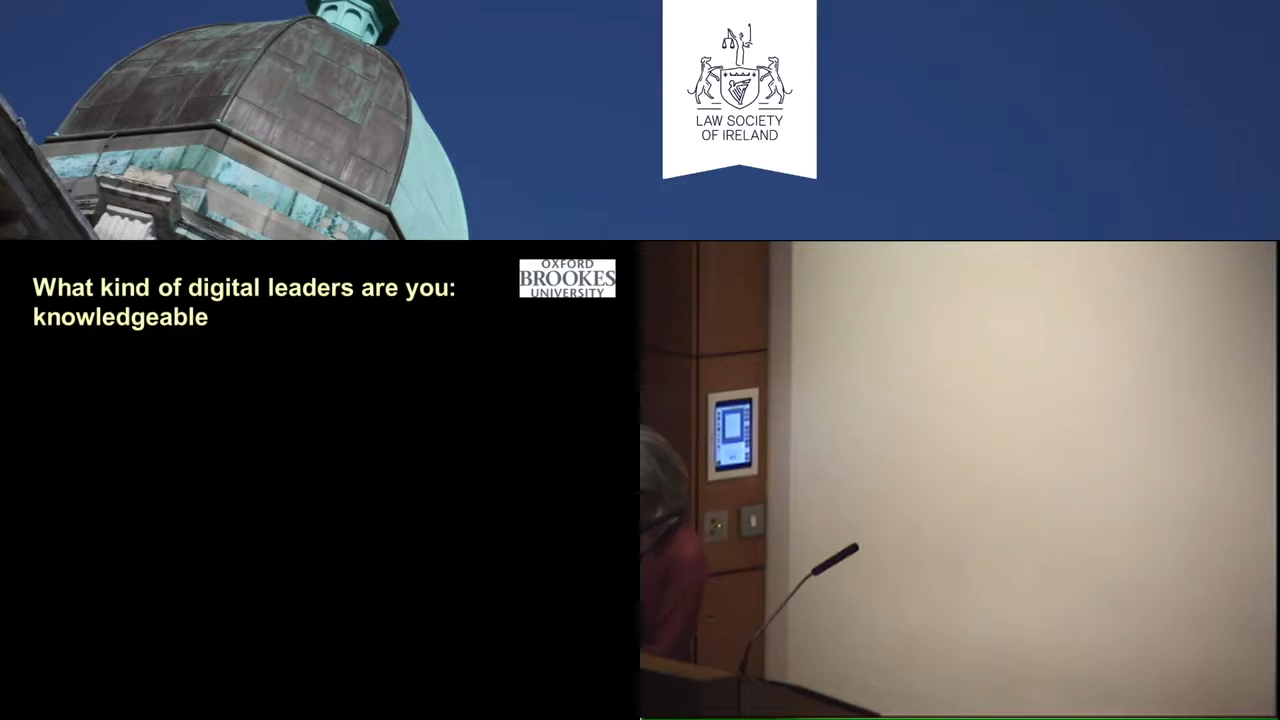 LAW SOCIETY
OF IRELAND
What kind of digital leaders are you:
knowledgeable
OXFORD
BROOKES
UNIVERSITY